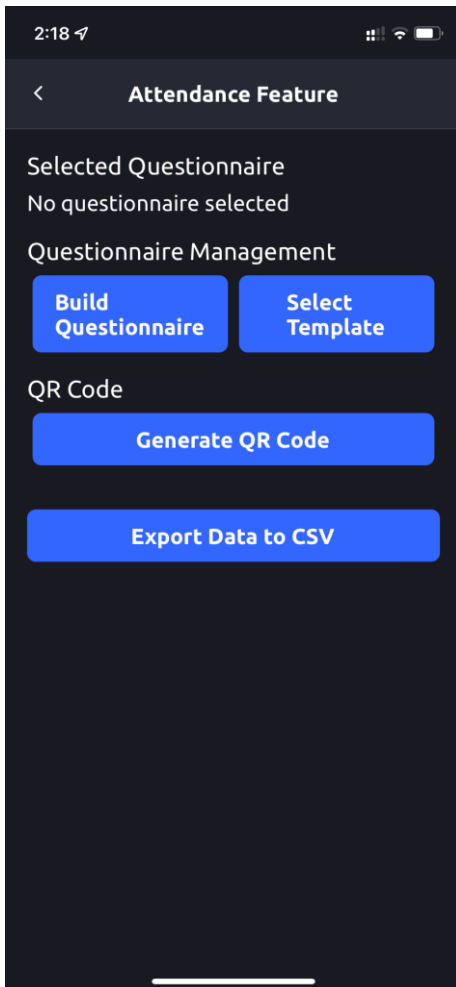 2:18
Attendance Feature
Selected Questionnaire
No questionnaire selected
Questionnaire Management
Build
Questionnaire
Select
Template
QR Code
Generate QR Code
Export Data to CSV